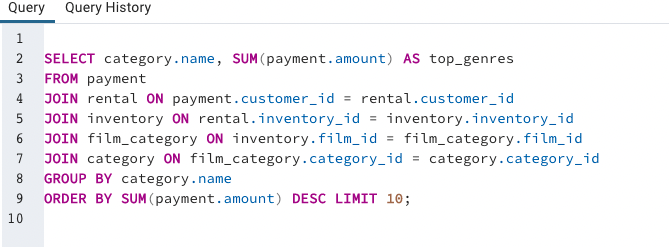 Query Query History
1
2 SELECT category.name, SUM(payment.amount) AS top_genres
3 FROM payment
4 JOIN rental ON payment.customer_id = rental.customer_id
5 JOIN inventory ON rental.inventory_id = inventory.inventory_id
6 JOIN film_category ON inventory.film_id = film_category.film_id
7 JOIN category ON film_category.category_id = category.category_id
8 GROUP BY category.name
9 ORDER BY SUM(payment.amount) DESC LIMIT 10;
10